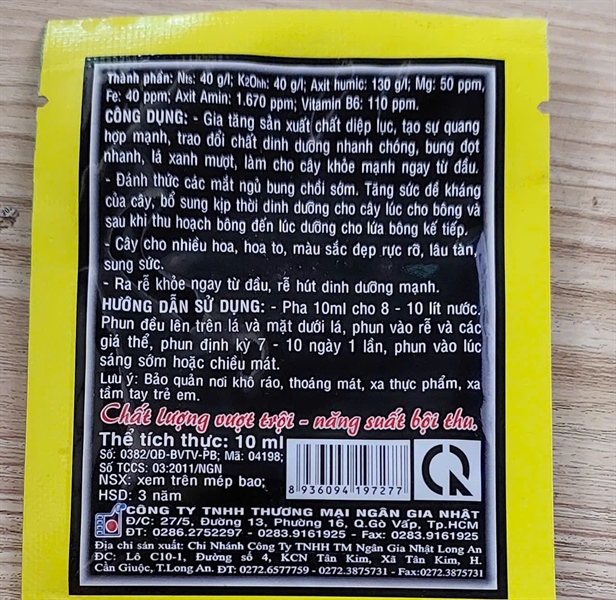 Thành phần: Nts: 40 g/l; K2Ohh: 40 g/l; Axit humic: 130 g/l; Mg: 50 ppm,
Fe: 40 ppm; Axit Amin: 1.670 ppm; Vitamin B6: 110 ppm.
CÔNG DỤNG: - Gia tăng sản xuất chất diệp lục, tạo sự quang
hợp mạnh, trao đổi chất dinh dưỡng nhanh chóng, bung đọt
nhanh, lá xanh mượt, làm cho cây khỏe mạnh ngay từ đầu.
- Đánh thức các mắt ngủ bung chồi sớm. Tăng sức đề kháng
của cây, bổ sung kịp thời dinh dưỡng cho cây lúc cho bông và
sau khi thu hoạch bông đến lúc dưỡng cho lứa bông kế tiếp.
- Cây cho nhiều hoa, hoa to, màu sắc đẹp rực rỡ, lâu tàn,
sung sức.
- Ra rễ khỏe ngay từ đầu, rễ hút dinh dưỡng mạnh.
HƯỚNG DẪN SỬ DỤNG: - Pha 10ml cho 8 - 10 lít nước.
Phun đều lên trên lá và mặt dưới lá, phun vào rễ và các
giá thể, phun định kỳ 7 - 10 ngày 1 lần, phun vào lúc
sáng sớm hoặc chiều mát.
Lưu ý: Bảo quản nơi khô ráo, thoáng mát, xa thực phẩm, xa
tầm tay trẻ em.
Chất lượng vượt trội - năng suất bội thu.
Thể tích thực: 10 ml
Số: 0382/QĐ-BVTV-PB; Mã: 04198;
Số TCCS: 03:2011/NGN
NSX: xem trên mép bao;
HSD: 3 năm
8 936094 197277
CÔNG TY TNHH THƯƠNG MẠI NGÂN GIA NHẬT
Đ/C: 27/5, Đường 13, Phường 16, Q.Gò Vấp, Tp.HCM
ĐT: 0286.2752297 - 0283.9161925 - Fax: 0283.9161925
Địa chỉ sản xuất: Chi Nhánh Công Ty TNHH TM Ngân Gia Nhật Long An
ĐC: Lô C10-1, Đường số 4, KCN Tân Kim, Xã Tân Kim, H.
Cần Giuộc, T.Long An. ĐT: 0272.6577759 - 0272.3875731 - Fax:0272.3875731